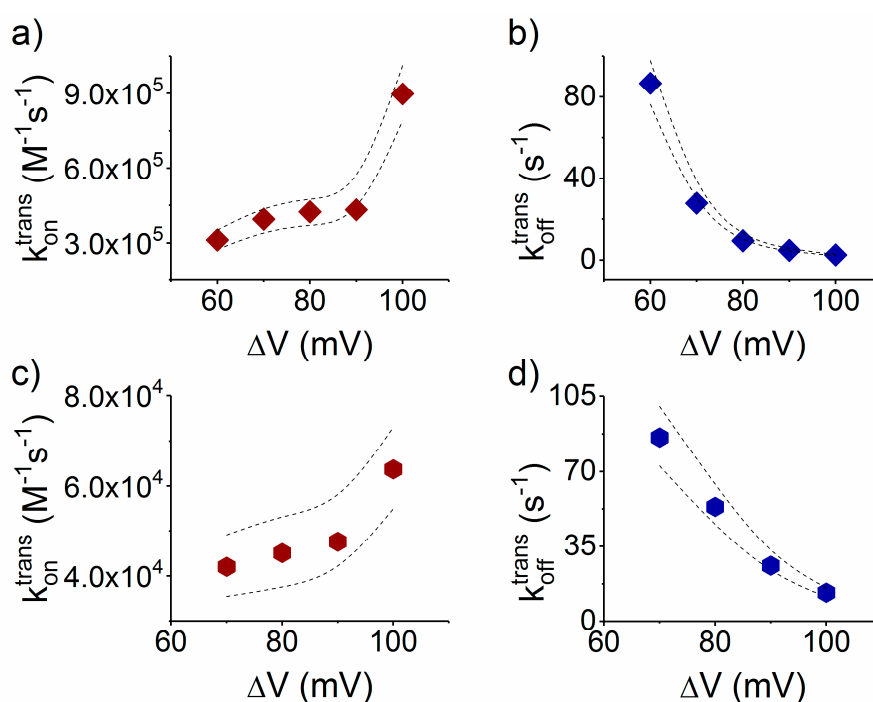 a)
k_on^trans (M^-1 s^-1)
9.0x10^5
6.0x10^5
3.0x10^5
60 80 100
ΔV (mV)
b)
k_off^trans (s^-1)
80
40
0
60 80 100
ΔV (mV)
c)
k_on^trans (M^-1 s^-1)
8.0x10^4
6.0x10^4
4.0x10^4
60 80 100
ΔV (mV)
d)
k_off^trans (s^-1)
105
70
35
0
60 80 100
ΔV (mV)